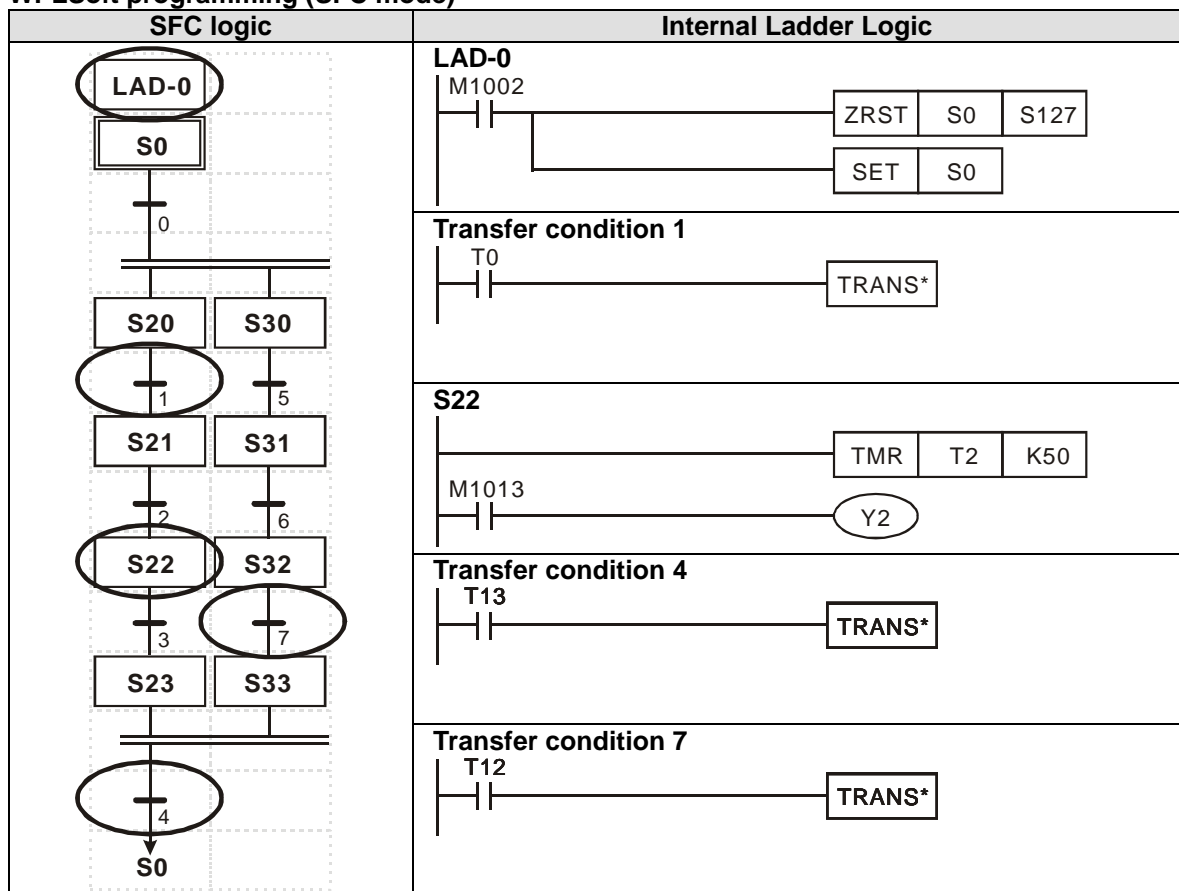 SFC logic
Internal Ladder Logic
LAD-0
S0
0
S20 S30
1 5
S21 S31
2 6
S22 S32
3 7
S23 S33
4
S0
LAD-0
M1002
ZRST S0 S127
SET S0
Transfer condition 1
T0
TRANS*
S22
TMR T2 K50
M1013
Y2
Transfer condition 4
T13
TRANS*
Transfer condition 7
T12
TRANS*